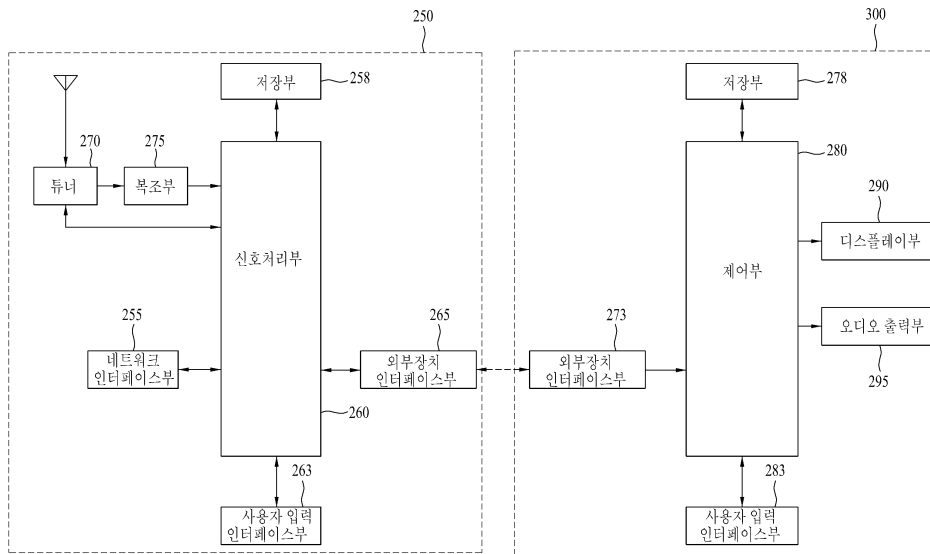 250
300
저장부
258
저장부
278
270
275
280
튜너
복조부
290
디스플레이부
신호처리부
제어부
255
265
273
오디오 출력부
네트워크
인터페이스부
외부장치
인터페이스부
외부장치
인터페이스부
295
260
263
283
사용자 입력
인터페이스부
사용자 입력
인터페이스부